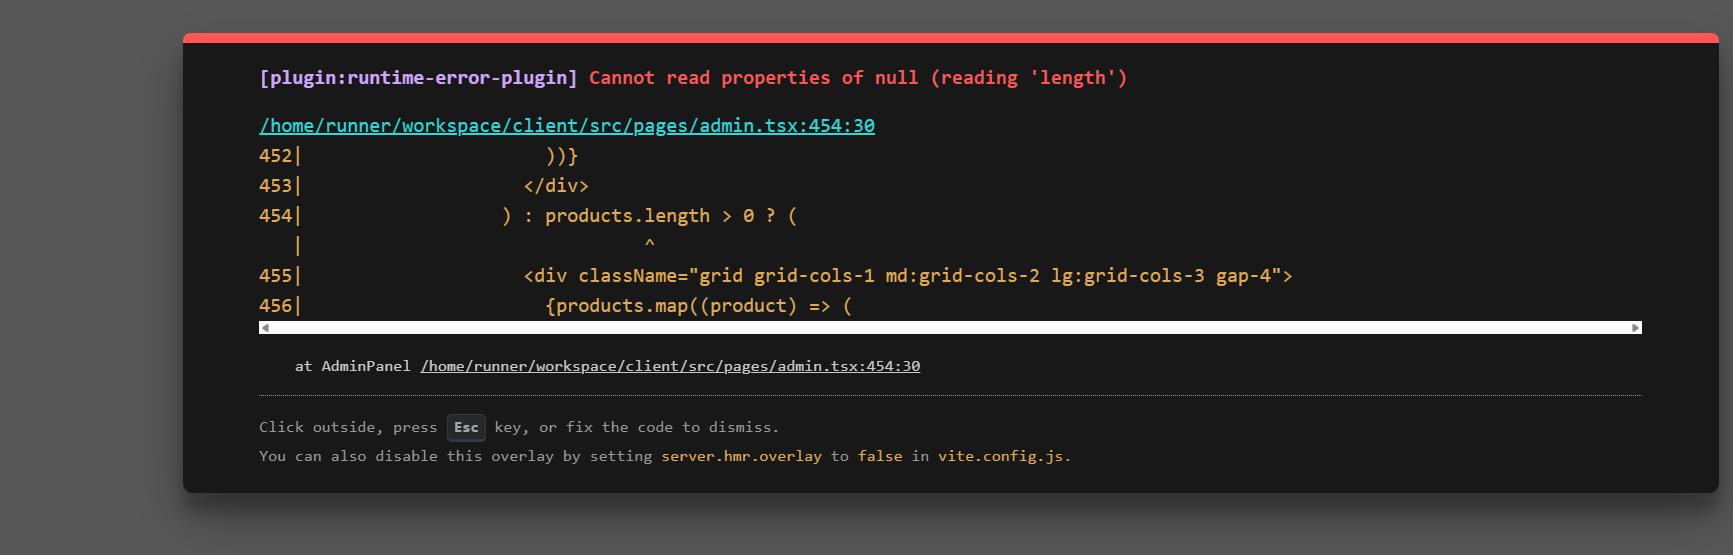 [plugin:runtime-error-plugin] Cannot read properties of null (reading 'length')
/home/runner/workspace/client/src/pages/admin.tsx:454:30
452|                      ))}
453|                    </div>
454|                  ) : products.length > 0 ? (
   |                               ^
455|                    <div className="grid grid-cols-1 md:grid-cols-2 lg:grid-cols-3 gap-4">
456|                      {products.map((product) => (
at AdminPanel /home/runner/workspace/client/src/pages/admin.tsx:454:30
Click outside, press Esc key, or fix the code to dismiss.
You can also disable this overlay by setting server.hmr.overlay to false in vite.config.js.